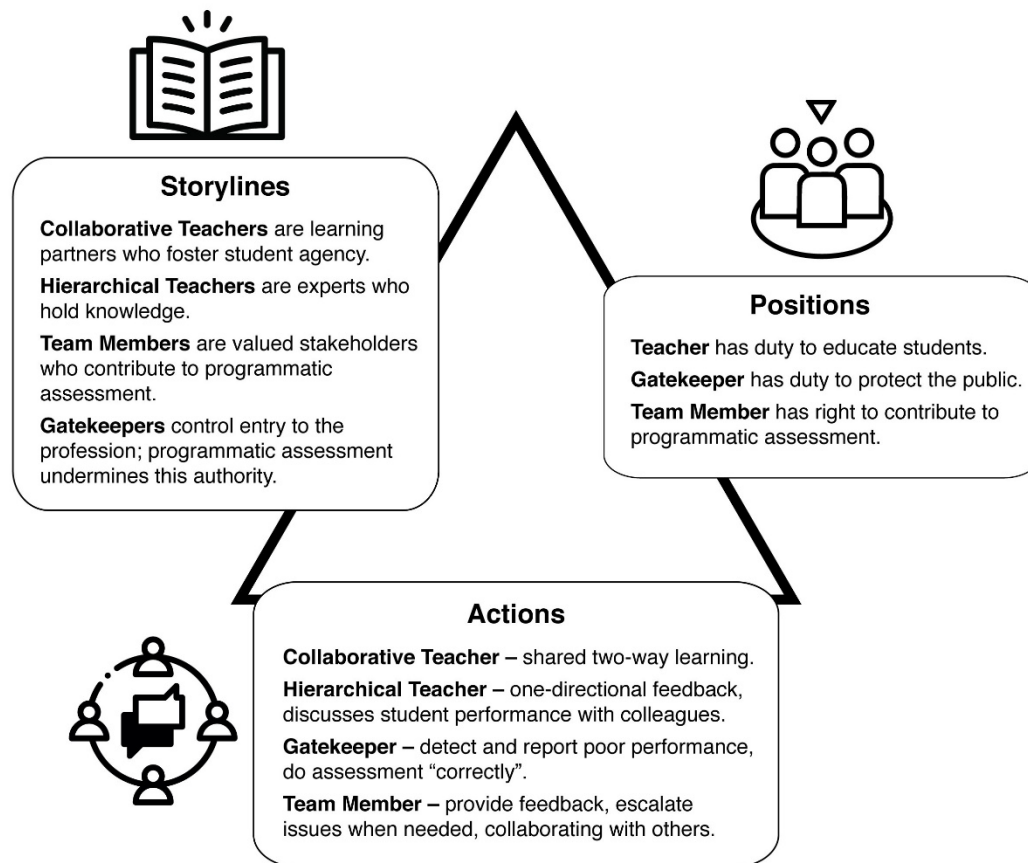 Storylines
Collaborative Teachers are learning
partners who foster student agency.
Hierarchical Teachers are experts who
hold knowledge.
Team Members are valued stakeholders
who contribute to programmatic
assessment.
Gatekeepers control entry to the
profession; programmatic assessment
undermines this authority.
Positions
Teacher has duty to educate students.
Gatekeeper has duty to protect the public.
Team Member has right to contribute to
programmatic assessment.
Actions
Collaborative Teacher – shared two-way learning.
Hierarchical Teacher – one-directional feedback,
discusses student performance with colleagues.
Gatekeeper – detect and report poor performance,
do assessment “correctly”.
Team Member – provide feedback, escalate
issues when needed, collaborating with others.